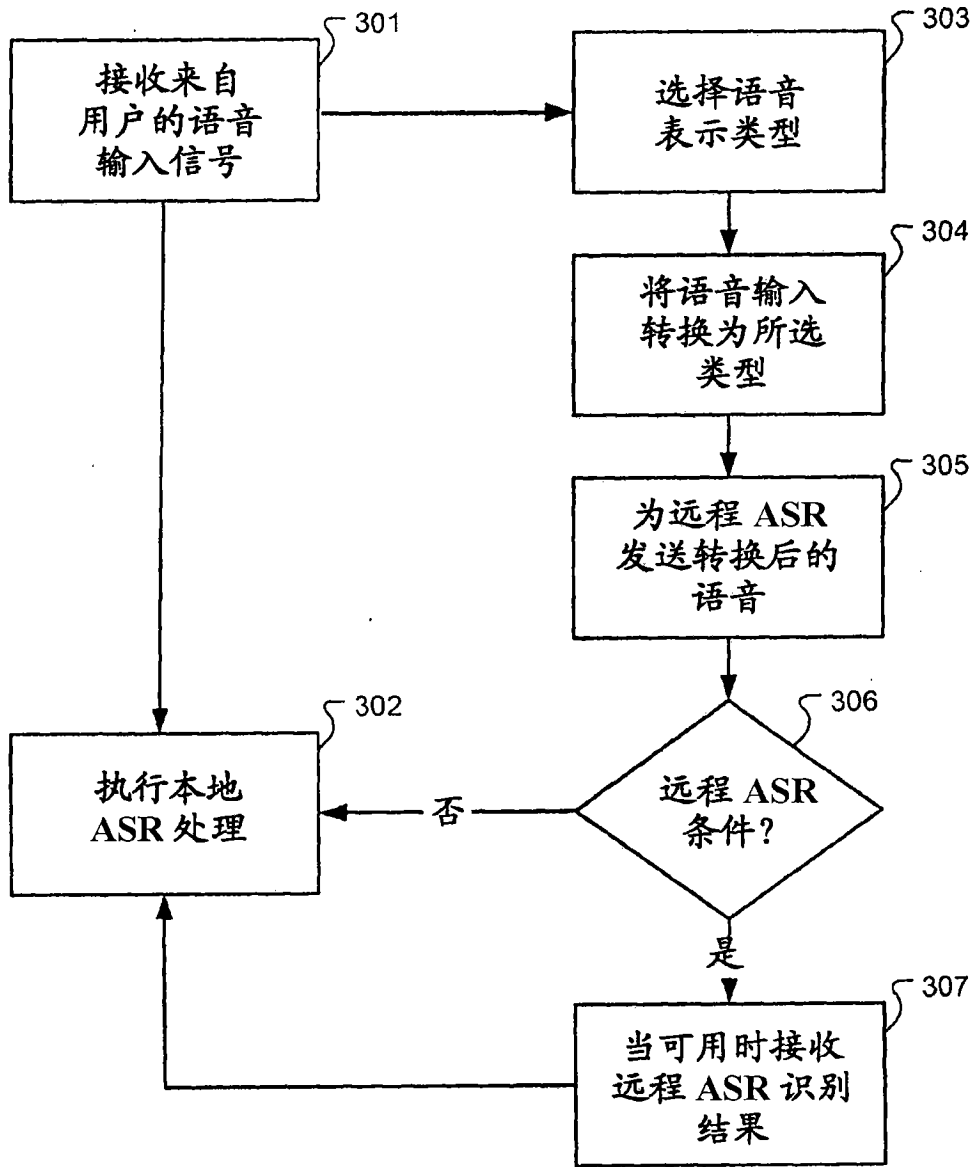 301
接收来自
用户的语音
输入信号
303
选择语音
表示类型
304
将语音输入
转换为所选
类型
305
为远程 ASR
发送转换后的
语音
306
远程 ASR
条件?
否
是
302
执行本地
ASR 处理
307
当可用时接收
远程 ASR 识别
结果